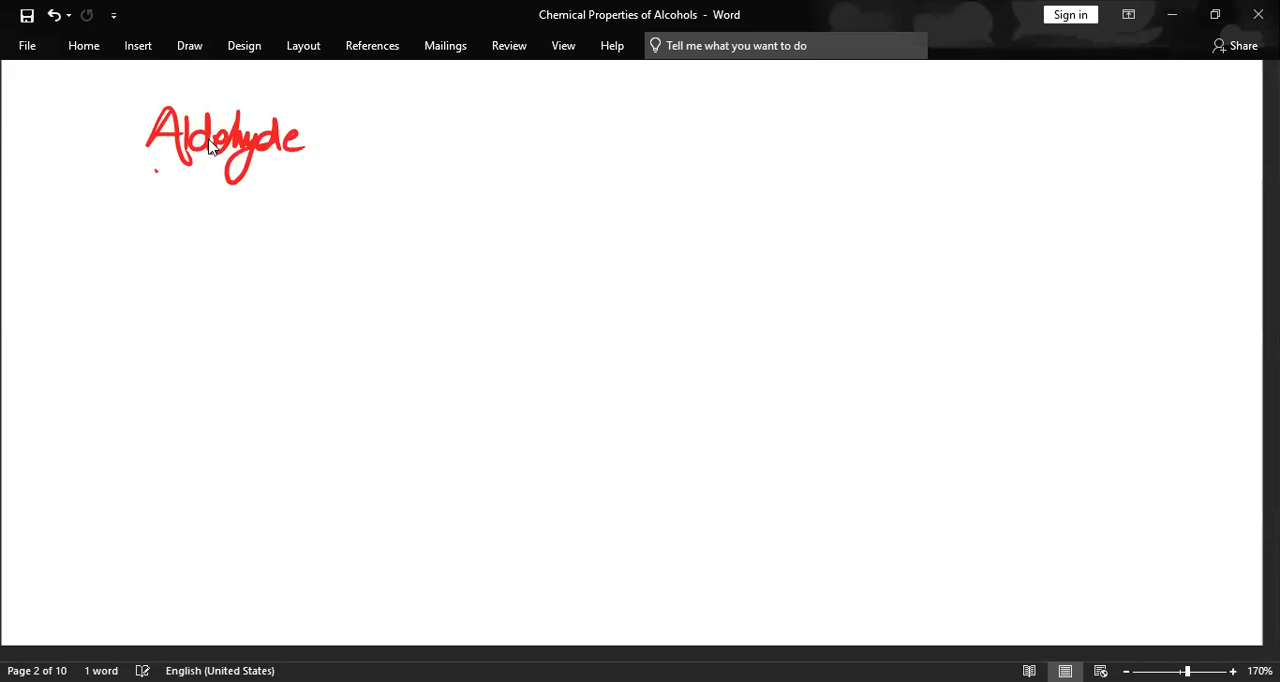 Chemical Properties of Alcohols - Word
Sign in
File Home Insert Draw Design Layout References Mailings Review View Help Tell me what you want to do Share
Aldehyde
Page 2 of 10 1 word English (United States) 170%